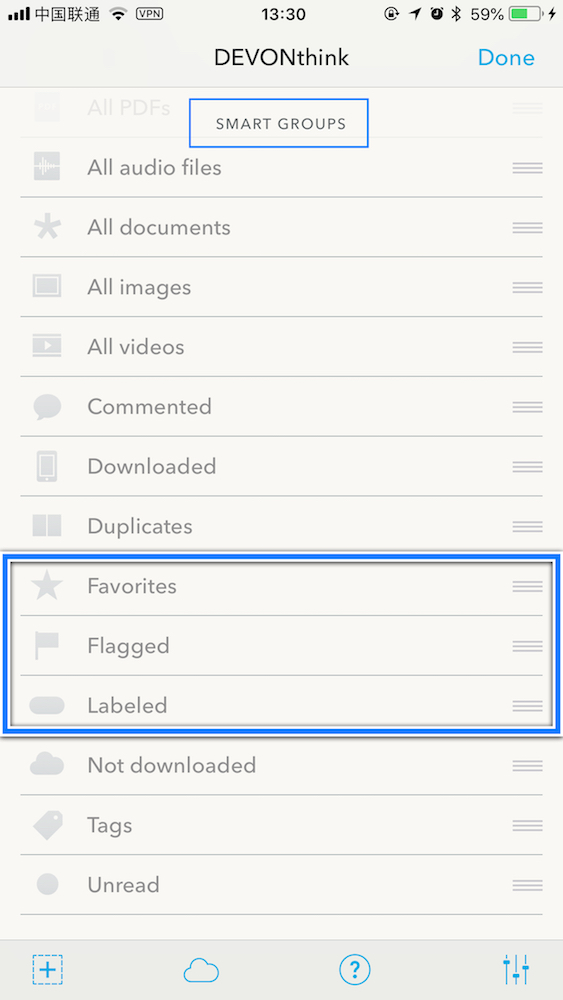 中国联通 VPN 13:30 59%
DEVONthink Done
All PDFs
SMART GROUPS
All audio files
All documents
All images
All videos
Commented
Downloaded
Duplicates
Favorites
Flagged
Labeled
Not downloaded
Tags
Unread
?